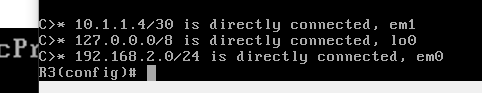 C>* 10.1.1.4/30 is directly connected, em1
C>* 127.0.0.0/8 is directly connected, lo0
cPr
C>* 192.168.2.0/24 is directly connected, em0
R3(config)#